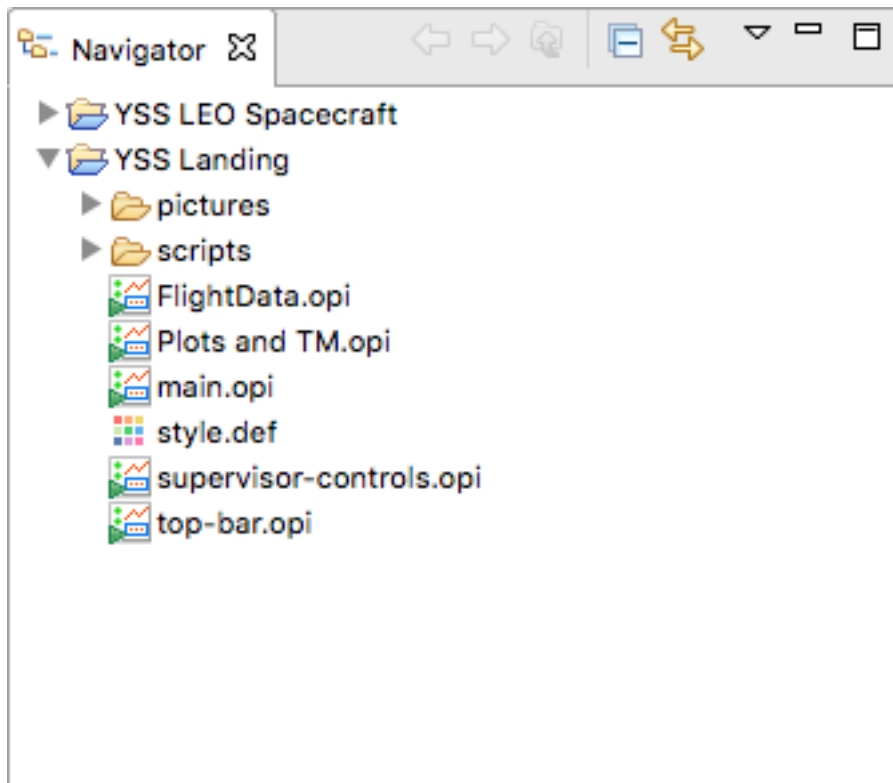 Navigator
YSS LEO Spacecraft
YSS Landing
pictures
scripts
FlightData.opi
Plots and TM.opi
main.opi
style.def
supervisor-controls.opi
top-bar.opi